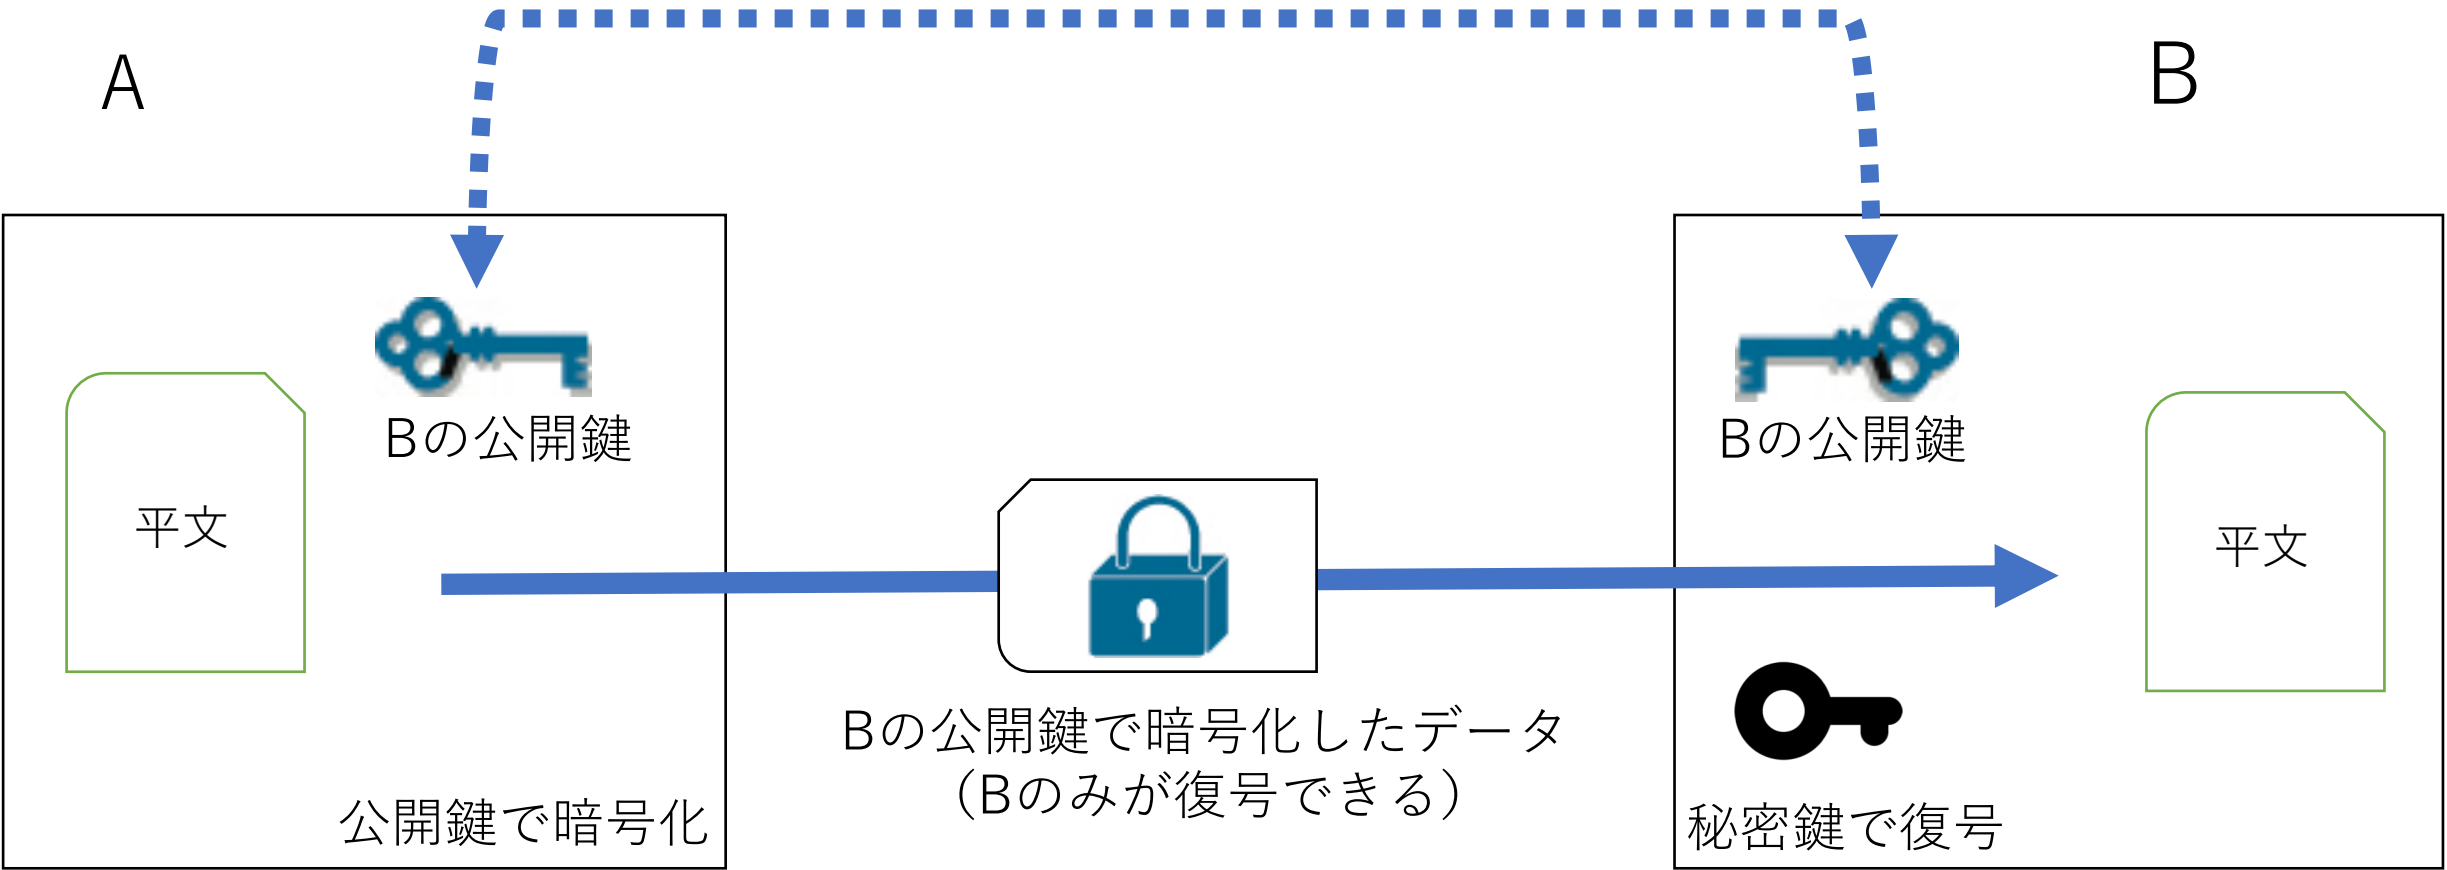 A
B
Bの公開鍵
Bの公開鍵
平文
平文
Bの公開鍵で暗号化したデータ
（Bのみが復号できる）
公開鍵で暗号化
秘密鍵で復号